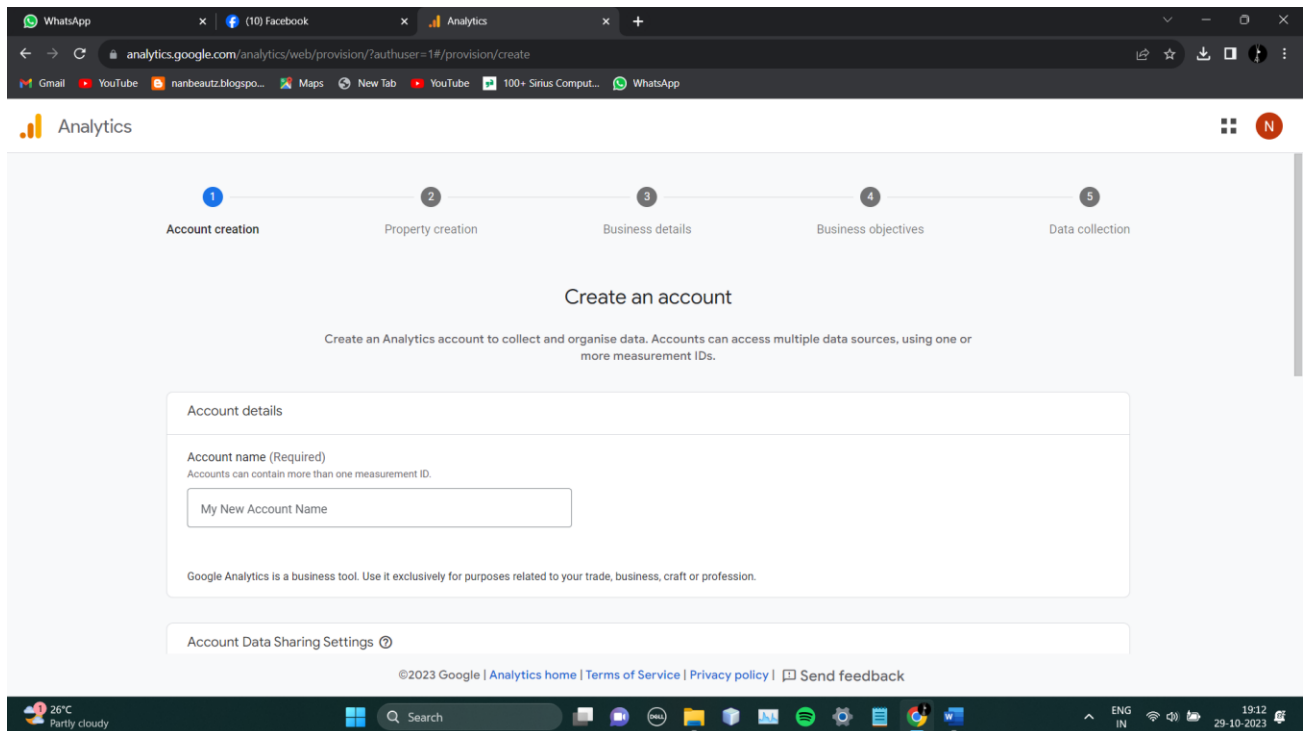 WhatsApp
(10) Facebook
Analytics
analytics.google.com/analytics/web/provision/?authuser=1#/provision/create
Gmail
YouTube
nanbeautz.blogspo...
Maps
New Tab
YouTube
100+ Sirius Comput...
WhatsApp
Analytics
N
1
2
3
4
5
Account creation
Property creation
Business details
Business objectives
Data collection
Create an account
Create an Analytics account to collect and organise data. Accounts can access multiple data sources, using one or
more measurement IDs.
Account details
Account name (Required)
Accounts can contain more than one measurement ID.
My New Account Name
Google Analytics is a business tool. Use it exclusively for purposes related to your trade, business, craft or profession.
Account Data Sharing Settings
©2023 Google | Analytics home | Terms of Service | Privacy policy | Send feedback
1
26°C
Partly cloudy
Search
DELL
ENG
IN
19:12
29-10-2023